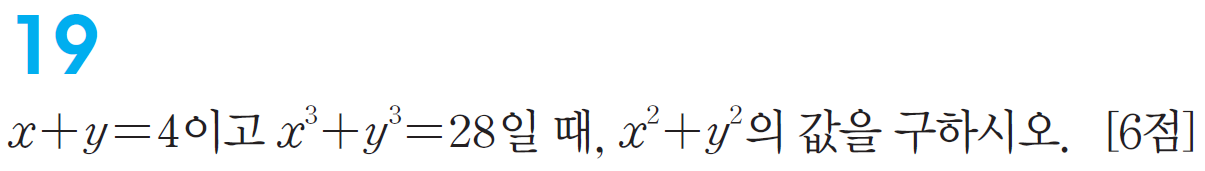 19
x+y=4이고 x³+y³=28일 때, x²+y²의 값을 구하시오. [6점]